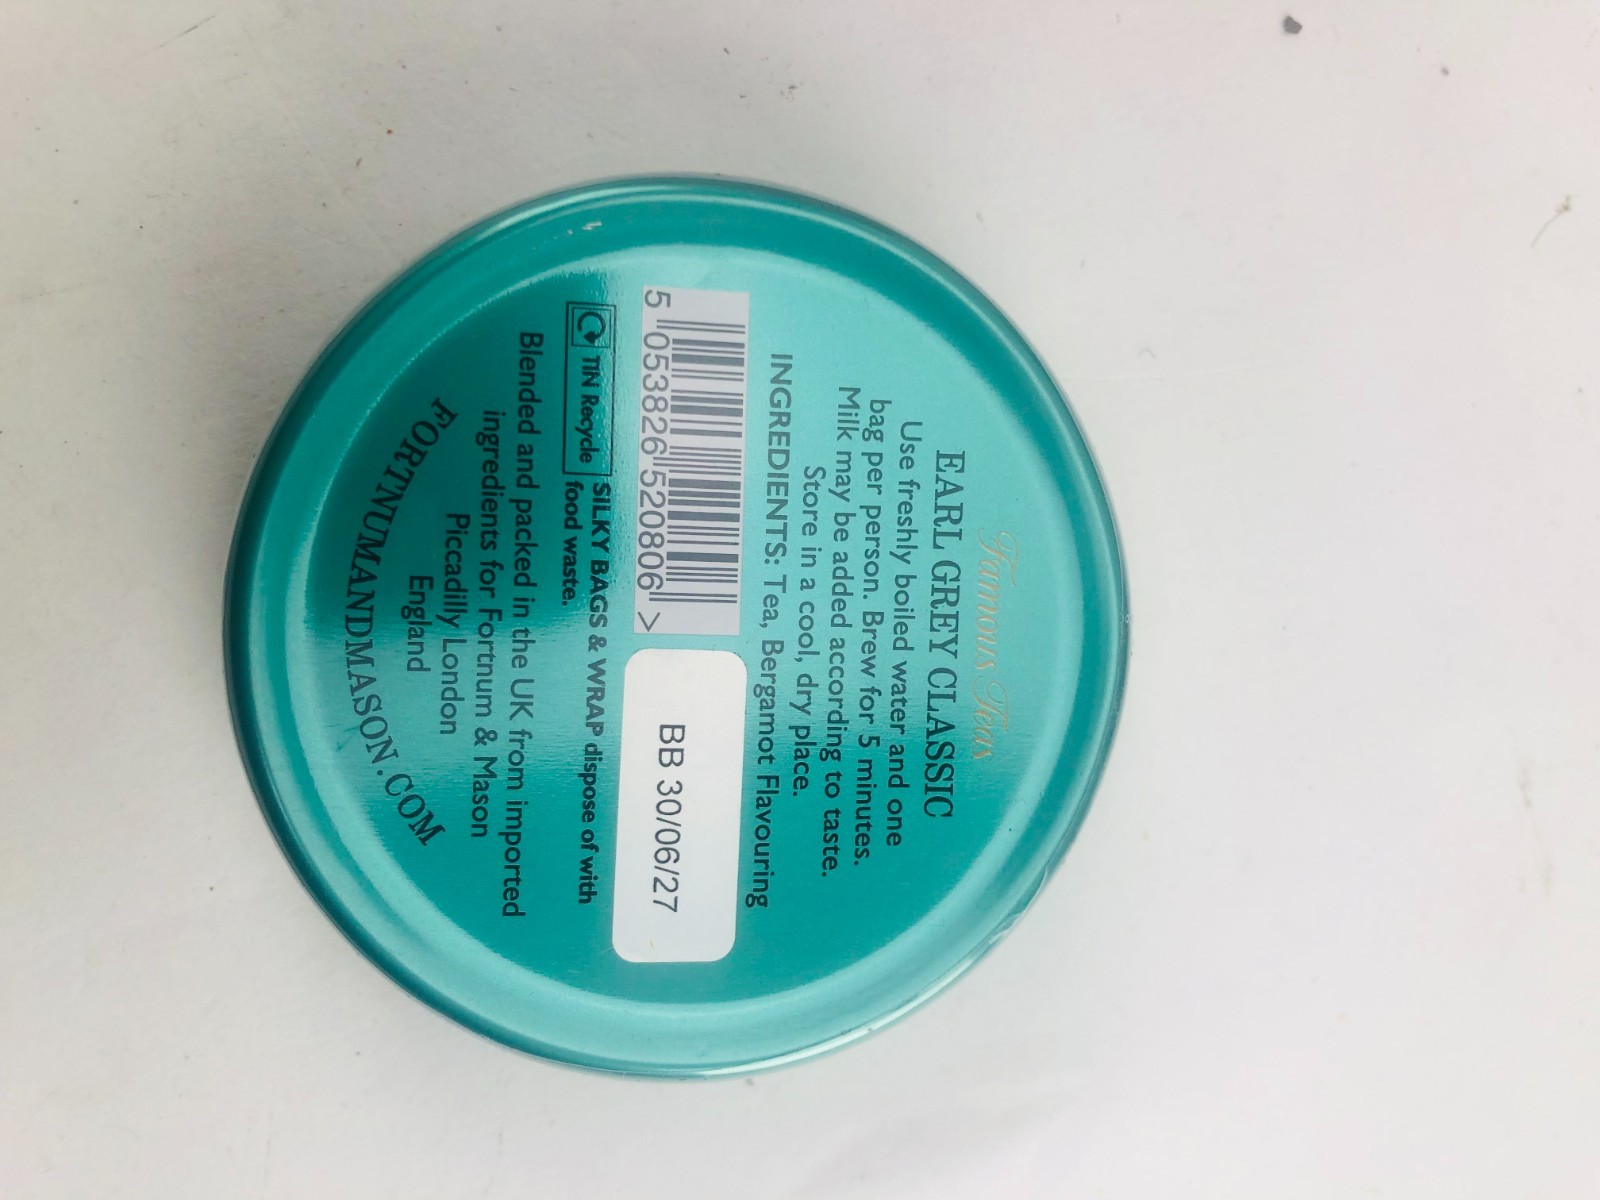 Famous Teas
EARL GREY CLASSIC
Use freshly boiled water and one
bag per person. Brew for 5 minutes.
Milk may be added according to taste.
Store in a cool, dry place.
INGREDIENTS: Tea, Bergamot Flavouring
5 053826 520806 >
BB 30/06/27
TIN Recycle
SILKY BAGS & WRAP dispose of with
food waste.
Blended and packed in the UK from imported
ingredients for Fortnum & Mason
Piccadilly London
England
FORTNUMANDMASON.COM